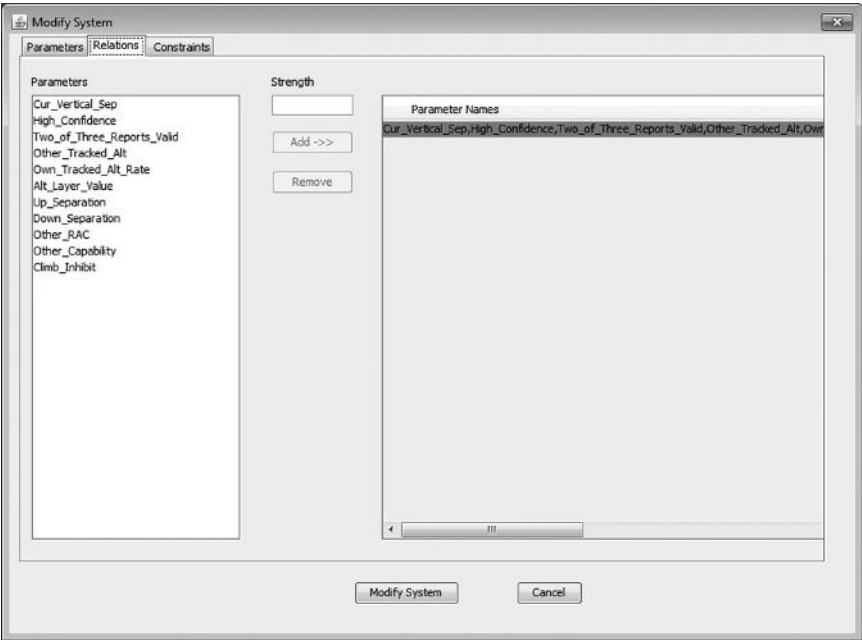 Modify System
Parameters Relations Constraints
Parameters
Strength
Cur_Vertical_Sep
High_Confidence
Two_of_Three_Reports_Valid
Other_Tracked_Alt
Own_Tracked_Alt_Rate
Alt_Layer_Value
Up_Separation
Down_Separation
Other_RAC
Other_Capability
Climb_Inhibit
Add ->>
Remove
Parameter Names
Cur_Vertical_Sep,High_Confidence,Two_of_Three_Reports_Valid,Other_Tracked_Alt,Own
Modify System
Cancel